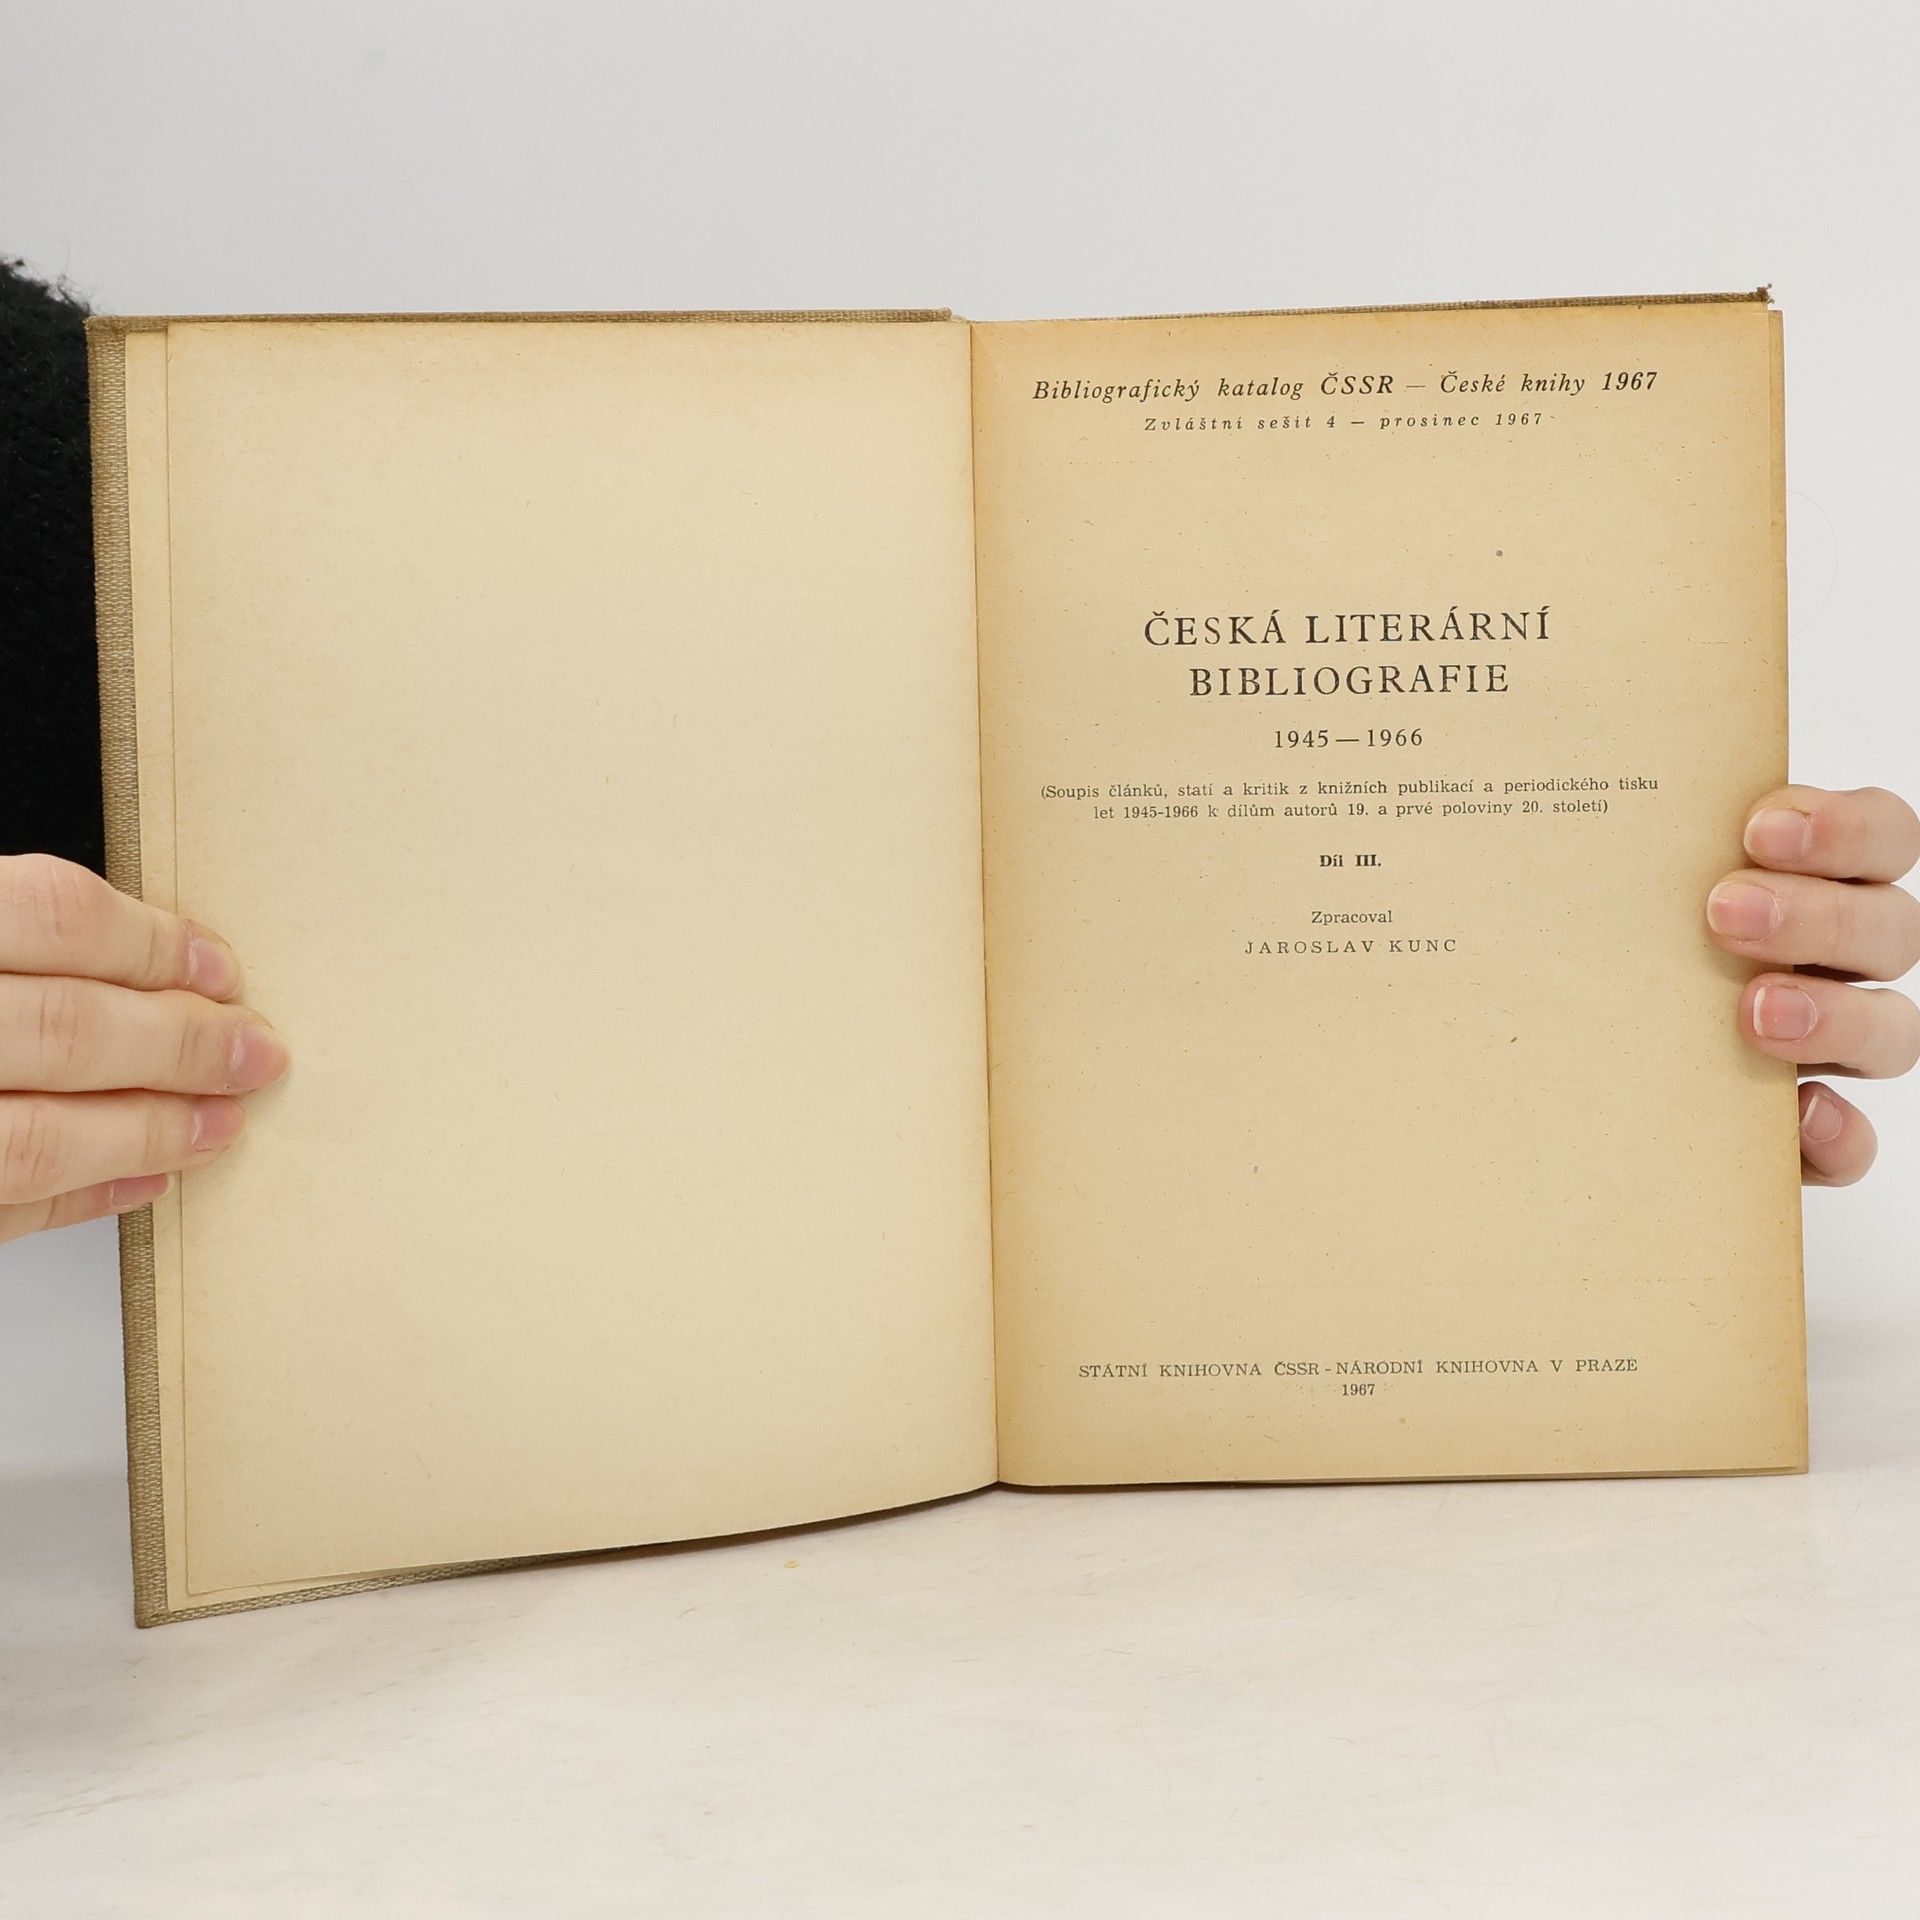 Bibliografický katalog ČSSR — České knihy 1967
Zvláštní sešit 4 — prosinec 1967
ČESKÁ LITERÁRNÍ
BIBLIOGRAFIE
1945 — 1966
(Soupis článků, statí a kritik z knižních publikací a periodického tisku
let 1945-1966 k dílům autorů 19. a prvé poloviny 20. století)
Díl III.
Zpracoval
JAROSLAV KUNC
STÁTNÍ KNIHOVNA ČSSR - NÁRODNÍ KNIHOVNA V PRAZE
1967